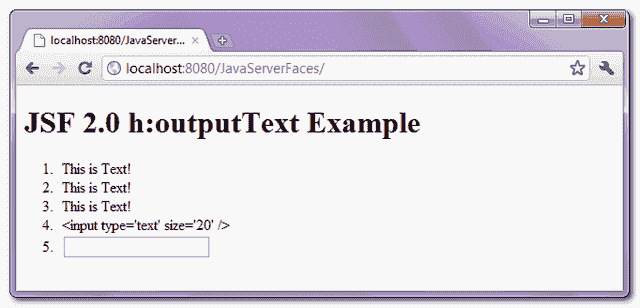 localhost:8080/JavaServer...
localhost:8080/JavaServerFaces/
JSF 2.0 h:outputText Example
1. This is Text!
2. This is Text!
3. This is Text!
4. <input type='text' size='20' />
5.